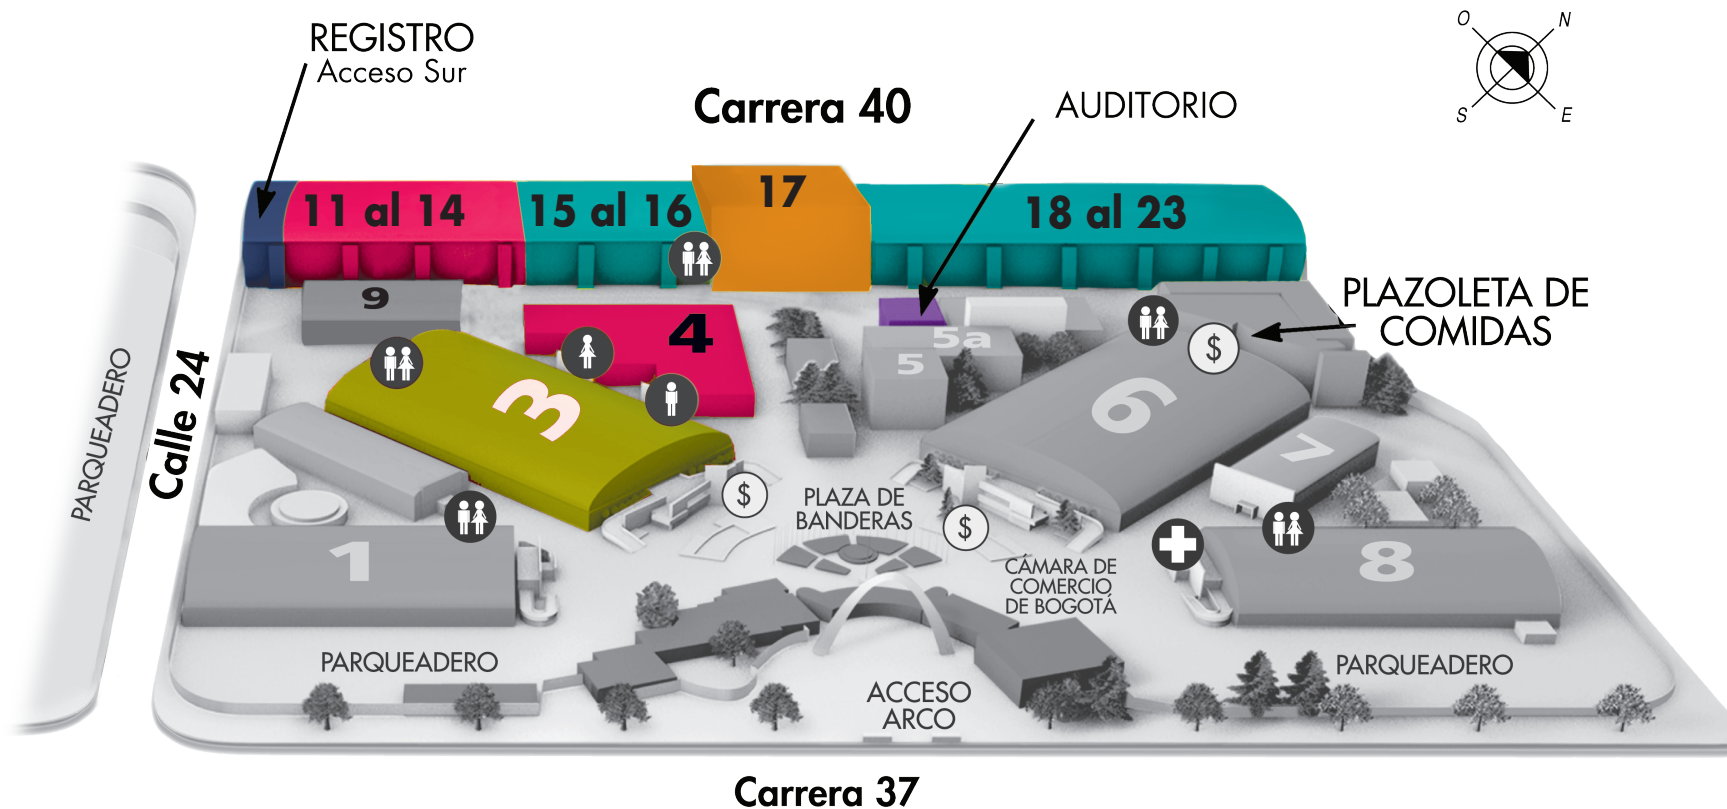 REGISTRO
Acceso Sur
Carrera 40
AUDITORIO
O
N
S
E
11 al 14
15 al 16
17
18 al 23
9
4
5a
5
PLAZOLETA DE
COMIDAS
$
3
6
7
PARQUEADERO
Calle 24
$
PLAZA DE
BANDERAS
$
1
8
CÁMARA DE
COMERCIO
DE BOGOTÁ
PARQUEADERO
PARQUEADERO
ACCESO
ARCO
Carrera 37